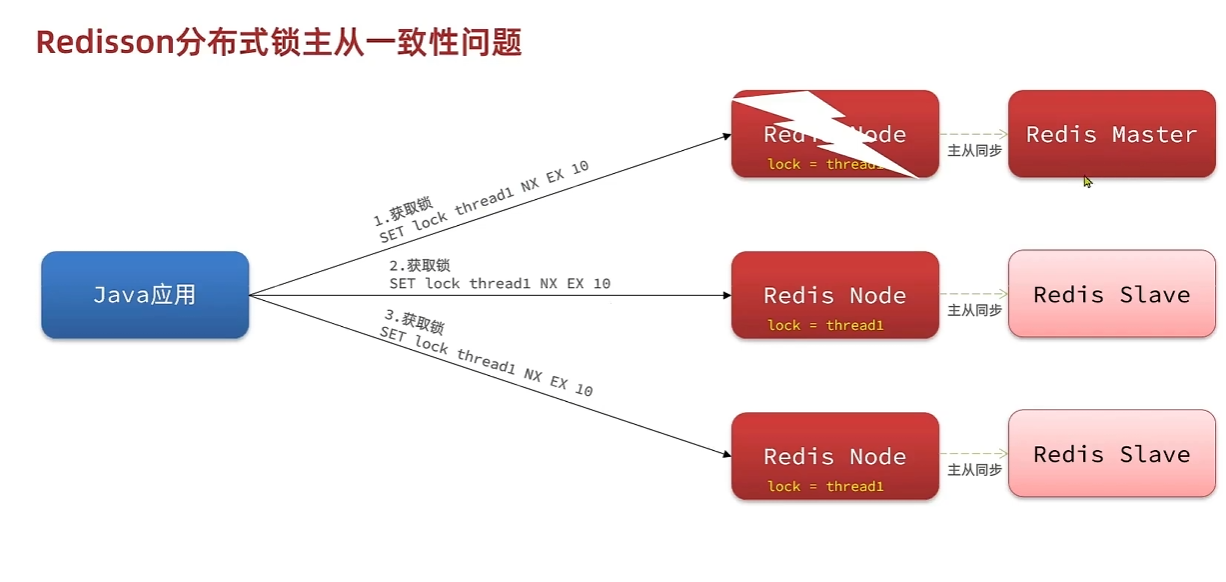 Redisson分布式锁主从一致性问题
Redis Node
lock = thread1
主从同步
Redis Master
1.获取锁
SET lock thread1 NX EX 10
Java应用
2.获取锁
SET lock thread1 NX EX 10
Redis Node
lock = thread1
主从同步
Redis Slave
3.获取锁
SET lock thread1 NX EX 10
Redis Node
lock = thread1
主从同步
Redis Slave